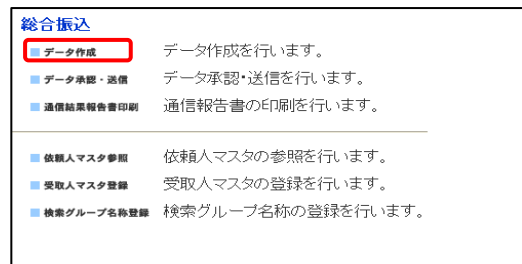 総合振込
データ作成 データ作成を行います。
データ承認・送信 データ承認・送信を行います。
通信結果報告書印刷 通信報告書の印刷を行います。
依頼人マスタ参照 依頼人マスタの参照を行います。
受取人マスタ登録 受取人マスタの登録を行います。
検索グループ名称登録 検索グループ名称の登録を行います。